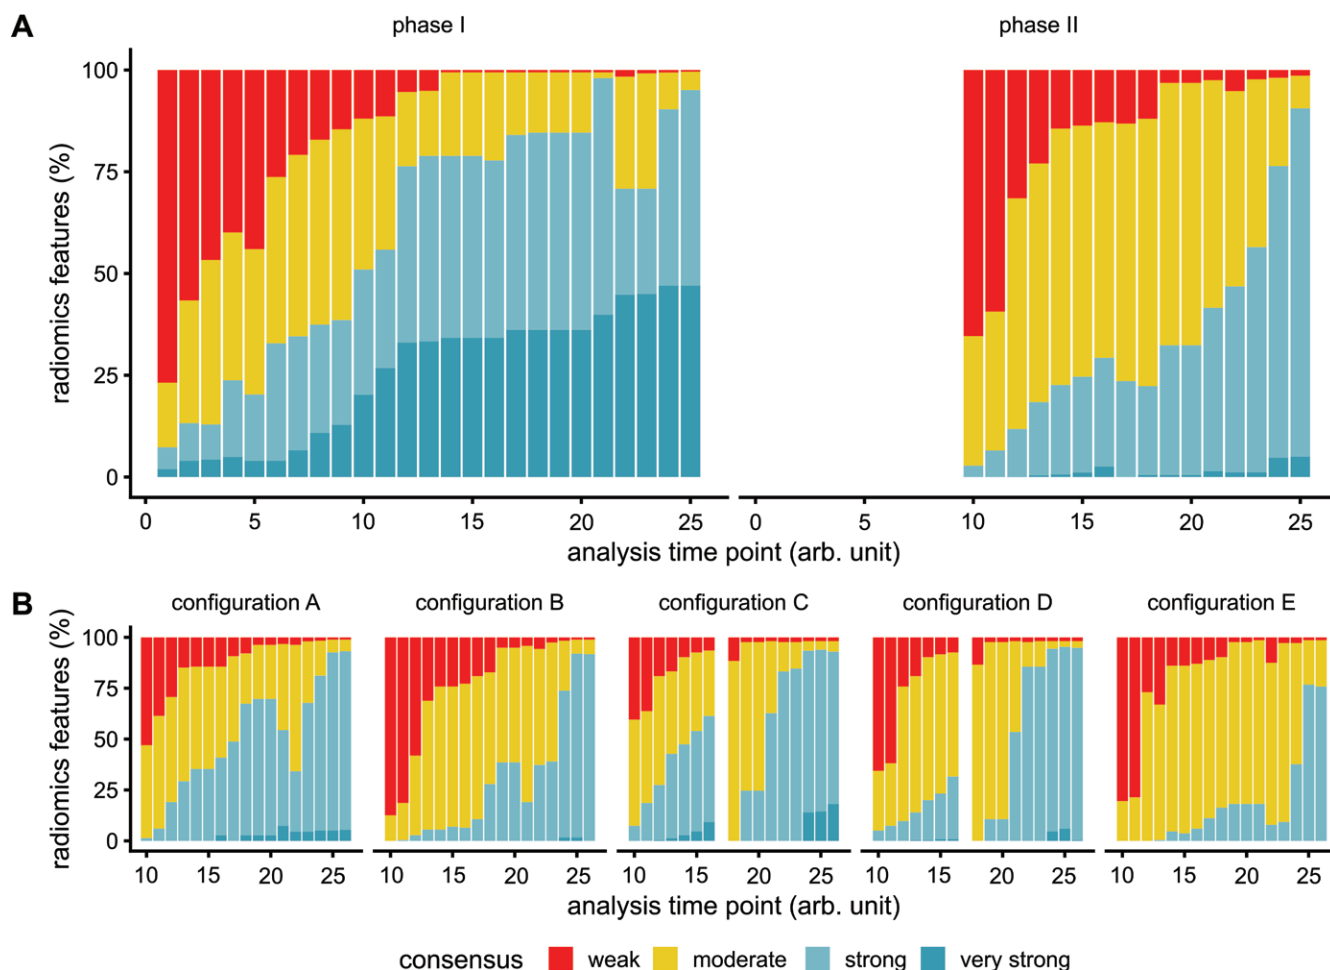 A
phase I
phase II
radiomics features (%)
100
75
50
25
0
0 5 10 15 20 25
0 5 10 15 20 25
analysis time point (arb. unit)
B
configuration A
configuration B
configuration C
configuration D
configuration E
radiomics features (%)
100
75
50
25
0
10 15 20 25
10 15 20 25
10 15 20 25
10 15 20 25
10 15 20 25
analysis time point (arb. unit)
consensus weak moderate strong very strong